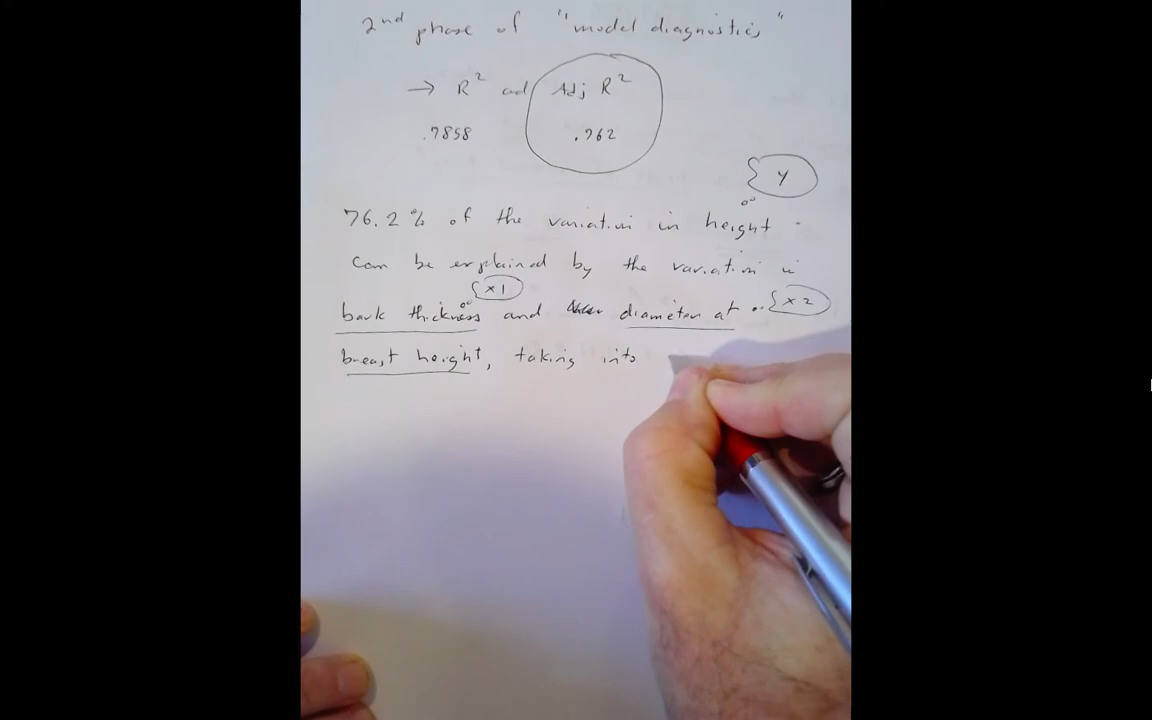 2nd phase of "model diagnostics"
→ R² ad Adj R²
.7858 .762
Y
76.2 % of the variation in height
can be explained by the variation in
x1
bark thickness and diameter at x2
breast height, taking into